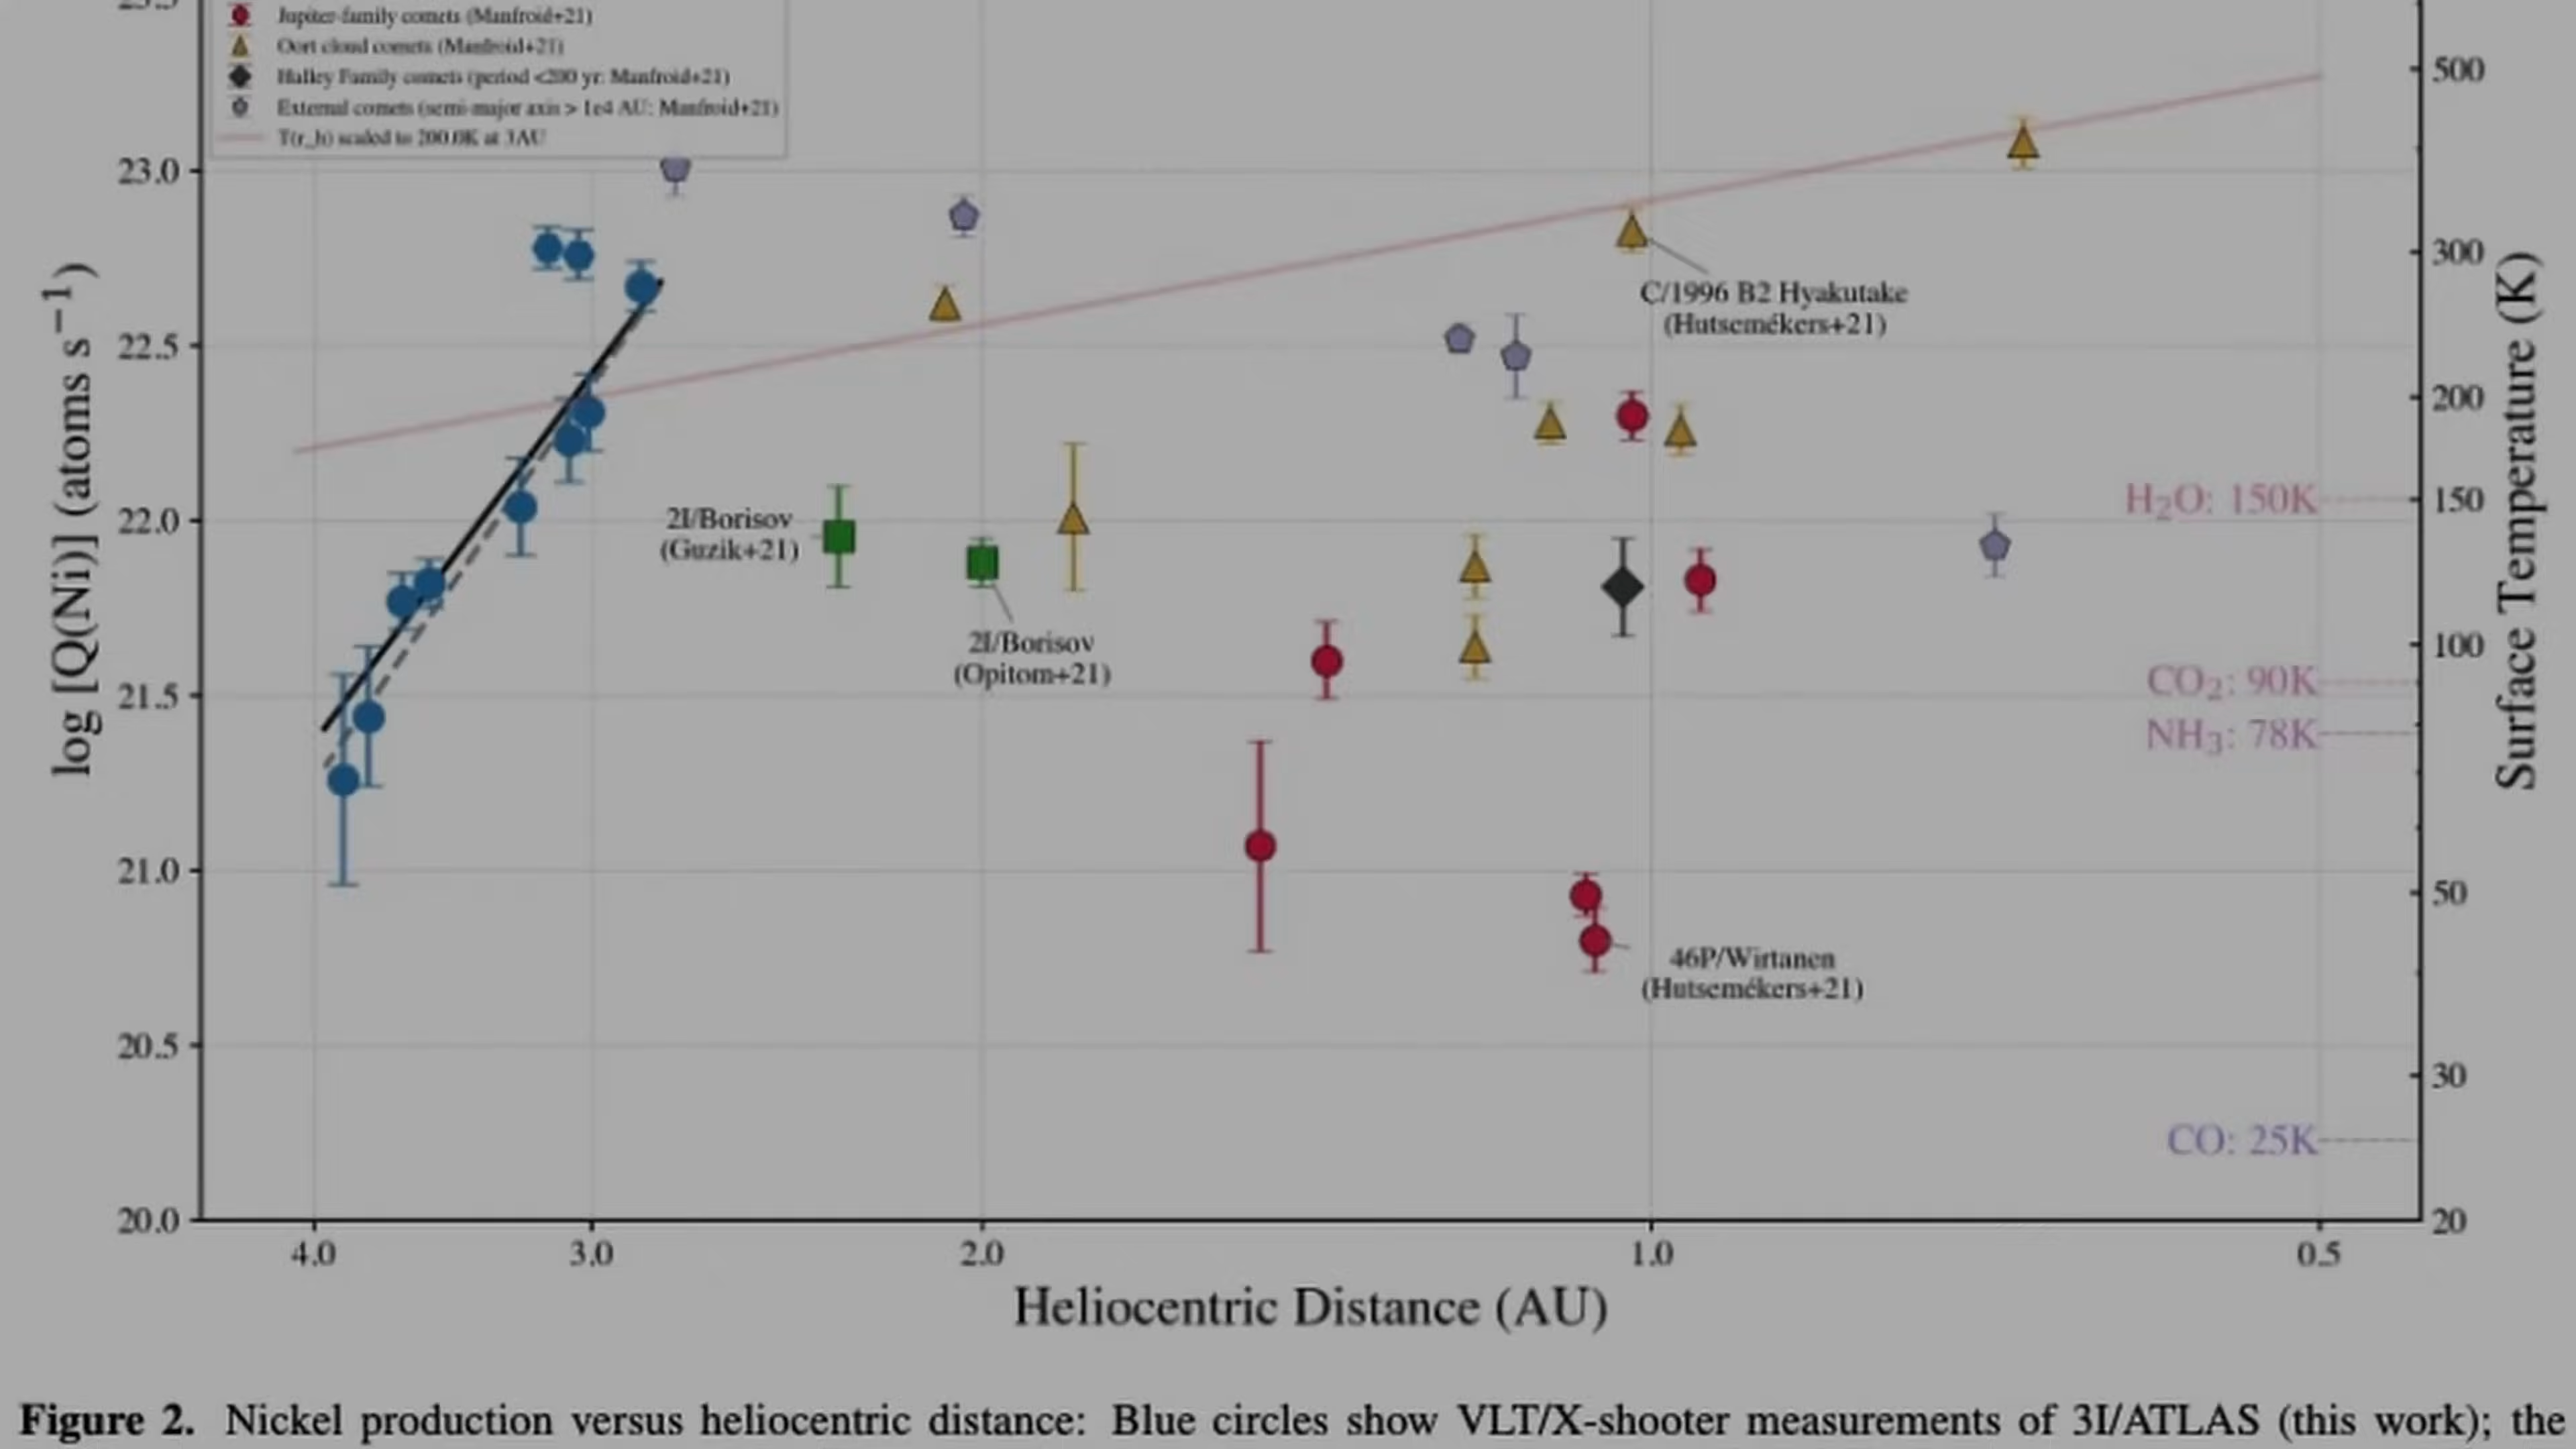 Jupiter-family comets (Manfroid+21)
Oort cloud comets (Manfroid+21)
Halley Family comets (period <200 yr: Manfroid+21)
External comets (semi-major axis > 1e4 AU: Manfroid+21)
T(r_h) scaled to 200.0K at 3AU
23.5
23.0
22.5
22.0
21.5
21.0
20.5
20.0
log [Q(Ni)] (atoms s⁻¹)
500
300
200
150
100
50
30
20
Surface Temperature (K)
C/1996 B2 Hyakutake
(Hutsemékers+21)
2I/Borisov
(Guzik+21)
2I/Borisov
(Opitom+21)
46P/Wirtanen
(Hutsemékers+21)
H₂O: 150K
CO₂: 90K
NH₃: 78K
CO: 25K
4.0 3.0 2.0 1.0 0.5
Heliocentric Distance (AU)
Figure 2. Nickel production versus heliocentric distance: Blue circles show VLT/X-shooter measurements of 3I/ATLAS (this work); the